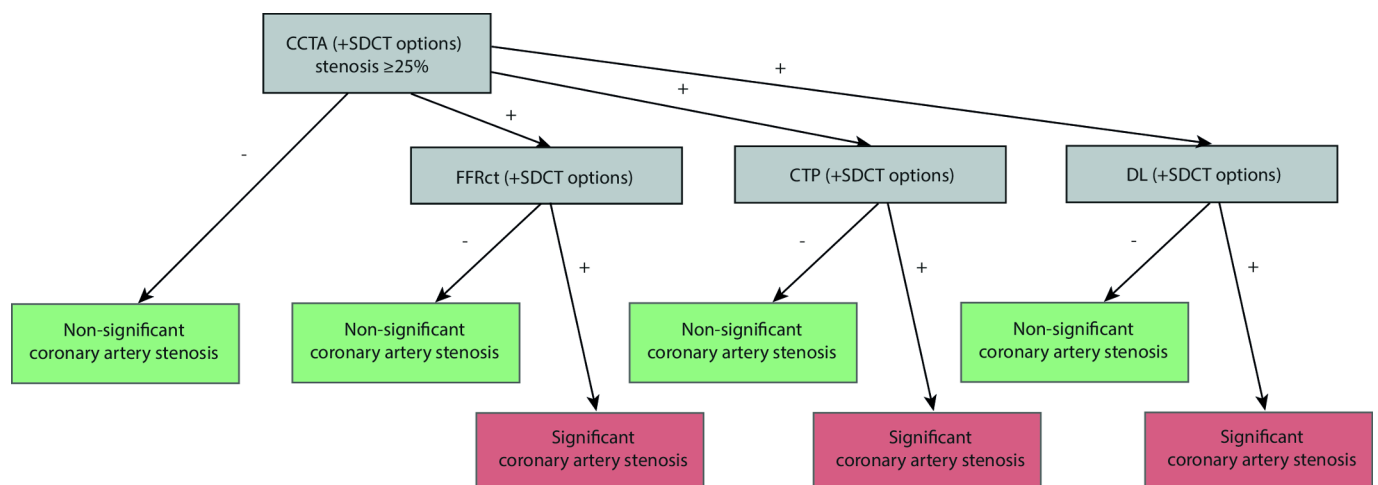 CCTA (+SDCT options)
stenosis ≥25%
+
+
+
-
FFRct (+SDCT options)
CTP (+SDCT options)
DL (+SDCT options)
-
+
-
+
-
+
Non-significant
coronary artery stenosis
Non-significant
coronary artery stenosis
Non-significant
coronary artery stenosis
Non-significant
coronary artery stenosis
Significant
coronary artery stenosis
Significant
coronary artery stenosis
Significant
coronary artery stenosis